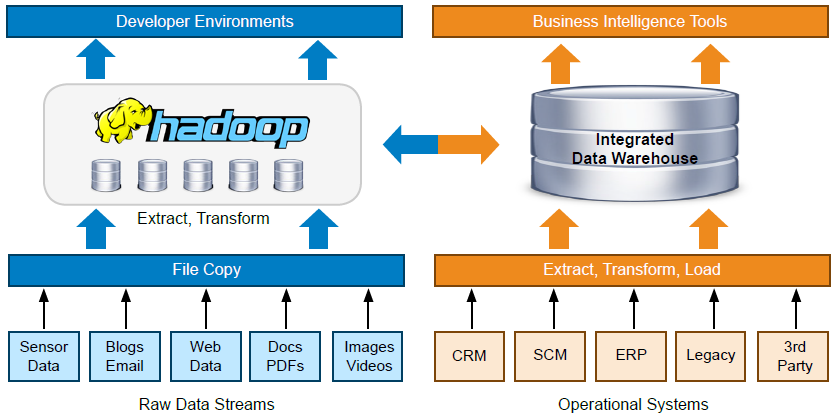 Developer Environments
Business Intelligence Tools
hadoop
Integrated
Data Warehouse
Extract, Transform
File Copy
Extract, Transform, Load
Sensor
Data
Blogs
Email
Web
Data
Docs
PDFs
Images
Videos
CRM
SCM
ERP
Legacy
3rd
Party
Raw Data Streams
Operational Systems